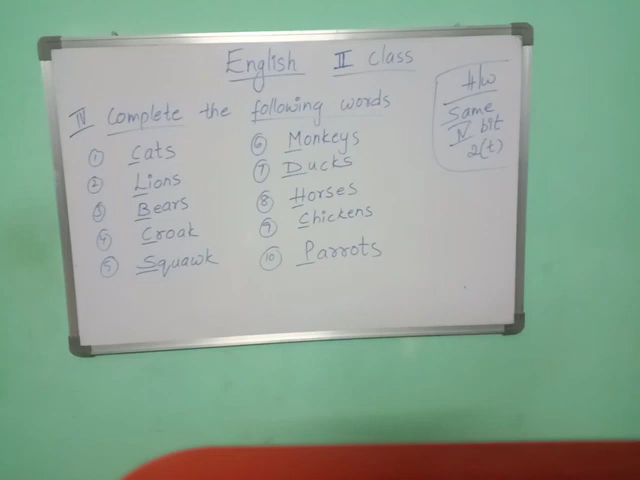 English II Class
IV Complete the following words
① Cats
② Lions
③ Bears
④ Croak
⑤ Squawk
⑥ Monkeys
⑦ Ducks
⑧ Horses
⑨ Chickens
⑩ Parrots
H/W
Same
IV bit
2(t)